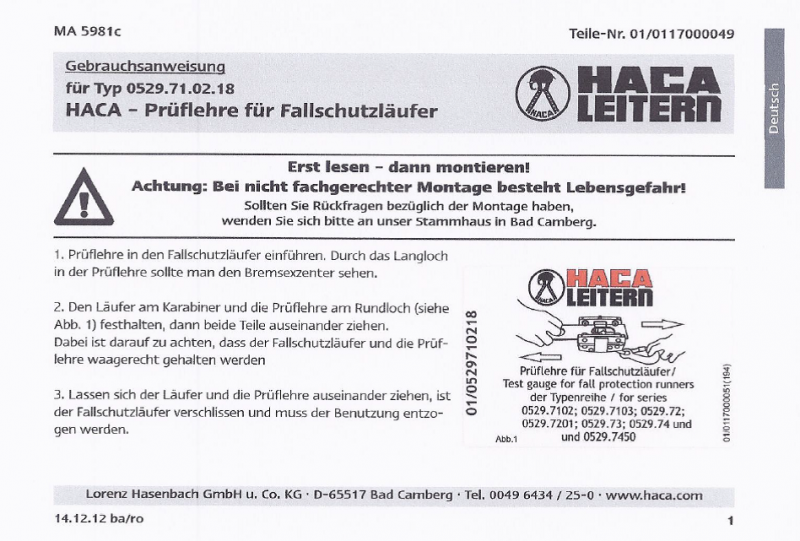 MA 5981c
Teile-Nr. 01/0117000049
Gebrauchsanweisung
für Typ 0529.71.02.18
HACA – Prüflehre für Fallschutzläufer
HACA
HACA
LEITERN
Deutsch
Erst lesen – dann montieren!
Achtung: Bei nicht fachgerechter Montage besteht Lebensgefahr!
Sollten Sie Rückfragen bezüglich der Montage haben,
wenden Sie sich bitte an unser Stammhaus in Bad Camberg.
1. Prüflehre in den Fallschutzläufer einführen. Durch das Langloch
in der Prüflehre sollte man den Bremsexzenter sehen.
2. Den Läufer am Karabiner und die Prüflehre am Rundloch (siehe
Abb. 1) festhalten, dann beide Teile auseinander ziehen.
Dabei ist darauf zu achten, dass der Fallschutzläufer und die Prüf-
lehre waagerecht gehalten werden
3. Lassen sich der Läufer und die Prüflehre auseinander ziehen, ist
der Fallschutzläufer verschlissen und muss der Benutzung entzo-
gen werden.
HACA
HACA
LEITERN
01/0529710218
Prüflehre für Fallschutzläufer/
Test gauge for fall protection runners
der Typenreihe / for series
0529.7102; 0529.7103; 0529.72;
0529.7201; 0529.73; 0529.74 und
und 0529.7450
Abb.1
01/0117000051(194)
Lorenz Hasenbach GmbH u. Co. KG · D-65517 Bad Camberg · Tel. 0049 6434 / 25-0 · www.haca.com
14.12.12 ba/ro
1